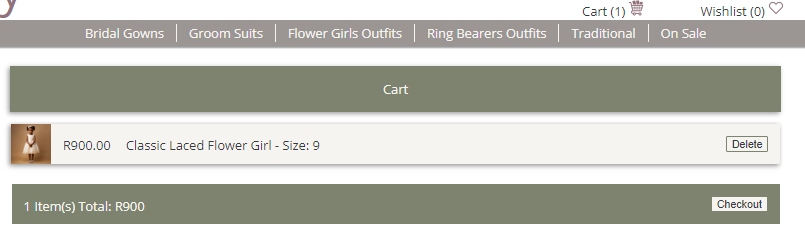 y
Cart (1) Wishlist (0)
Bridal Gowns Groom Suits Flower Girls Outfits Ring Bearers Outfits Traditional On Sale
Cart
R900.00 Classic Laced Flower Girl - Size: 9 Delete
1 Item(s) Total: R900 Checkout